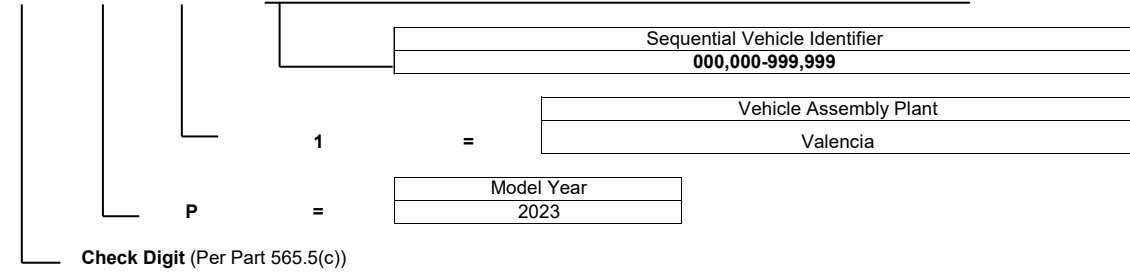 Sequential Vehicle Identifier
000,000-999,999
Vehicle Assembly Plant
1 = Valencia
Model Year
P = 2023
Check Digit (Per Part 565.5(c))